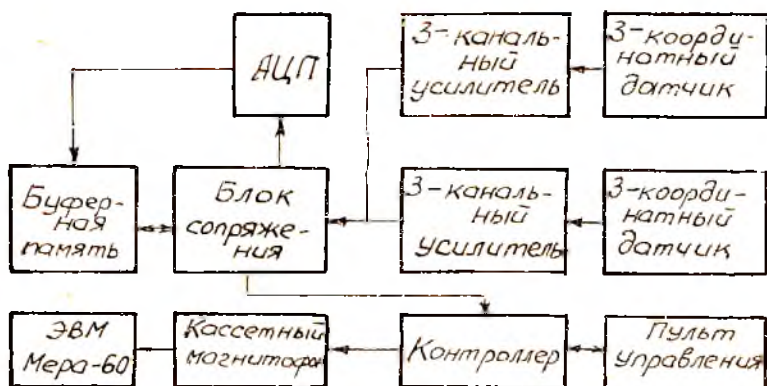 АЦП
3-каналь-
ный
усилитель
3-коорди-
натный
датчик
Буфер-
ная
память
Блок
сопряже-
ния
3-каналь-
ный
усилитель
3-коорди-
натный
датчик
ЭВМ
Мера-60
Кассетный
магнитофон
Контроллер
Пульт
управления